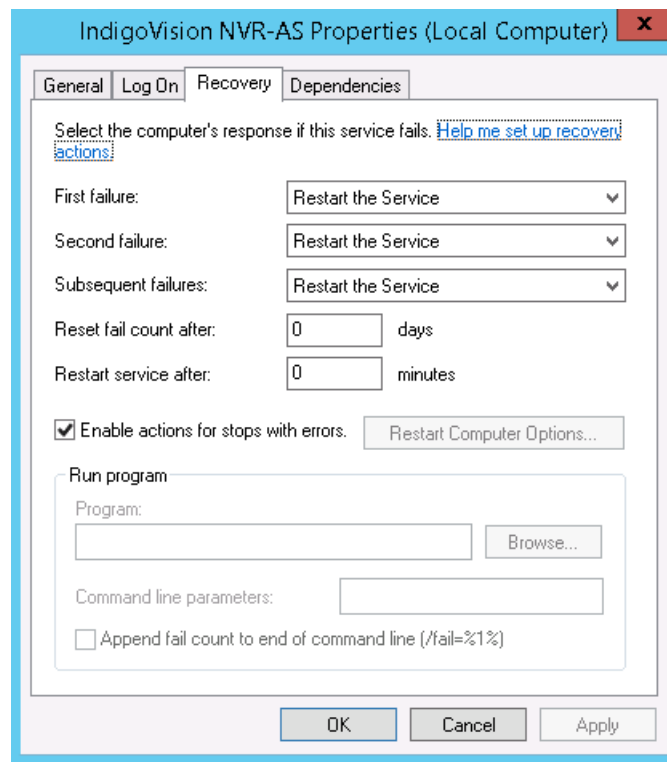 IndigoVision NVR-AS Properties (Local Computer) x
General Log On Recovery Dependencies
Select the computer's response if this service fails. Help me set up recovery
actions.
First failure: Restart the Service
Second failure: Restart the Service
Subsequent failures: Restart the Service
Reset fail count after: 0 days
Restart service after: 0 minutes
Enable actions for stops with errors. Restart Computer Options...
Run program
Program:
Browse...
Command line parameters:
Append fail count to end of command line (/fail=%1%)
OK Cancel Apply